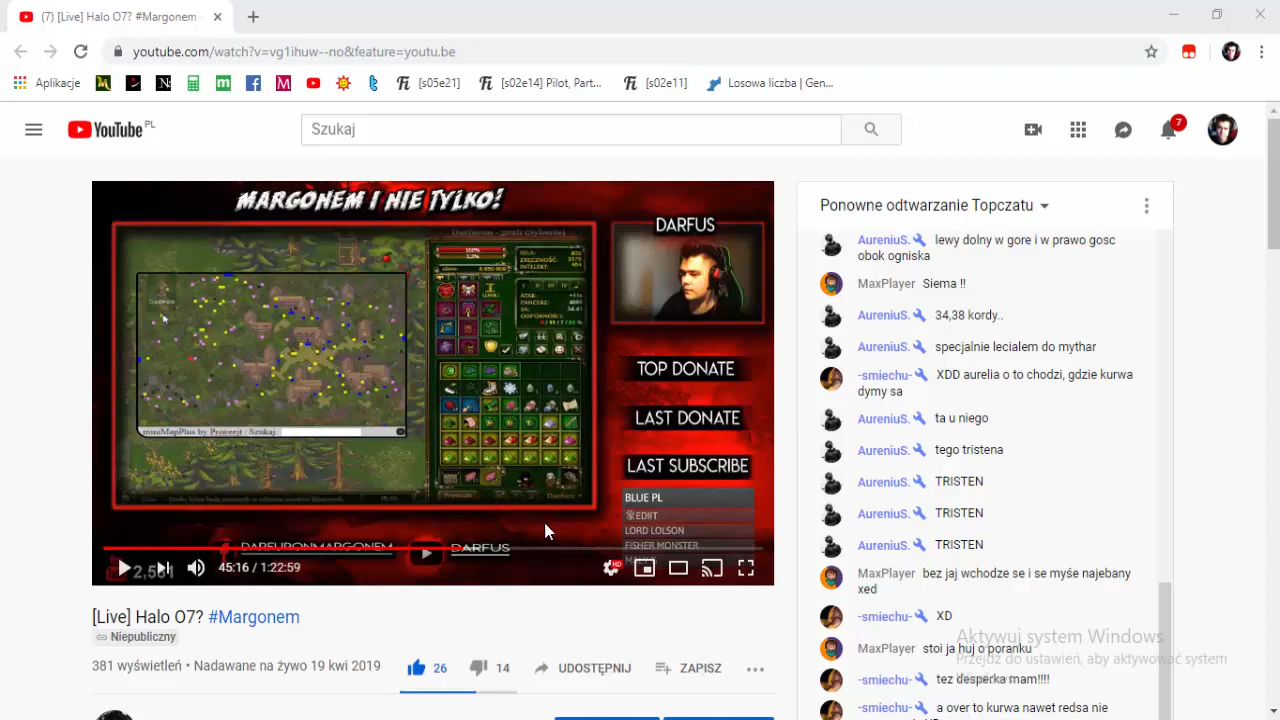 (7) [Live] Halo O7? #Margonem -
youtube.com/watch?v=vg1ihuw--no&feature=youtu.be
Aplikacje [s05e21] [s02e14] Pilot, Part... [s02e11] Losowa liczba | Gen...
YouTube PL
Szukaj
7
MARGONEM I NIE TYLKO!
DARFUS
TOP DONATE
LAST DONATE
LAST SUBSCRIBE
BLUE PL
EDIIT
LORD LOLSON
FISHER MONSTER
miniMapPlus by Priweejt | Szukaj:
DARFUS
45:16 / 1:22:59
HD
[Live] Halo O7? #Margonem
Niepubliczny
381 wyświetleń • Nadawane na żywo 19 kwi 2019
26
14
UDOSTĘPNIJ
ZAPISZ
Ponowne odtwarzanie Topczatu
AureniuS. lewy dolny w gore i w prawo gosc
obok ogniska
MaxPlayer Siema !!
AureniuS. 34,38 kordy..
AureniuS. specjalnie lecialem do mythar
-smiechu- XDD aurelia o to chodzi, gdzie kurwa
dymy sa
AureniuS. ta u niego
AureniuS. tego tristena
AureniuS. TRISTEN
AureniuS. TRISTEN
AureniuS. TRISTEN
MaxPlayer bez jaj wchodze se i se myśe najebany
xed
-smiechu- XD
MaxPlayer stoi ja huj o poranku
-smiechu- tez desperka mam!!!!
-smiechu- a over to kurwa nawet redsa nie
Aktywuj system Windows
Przejdź do ustawień, aby aktywować system
Windows.